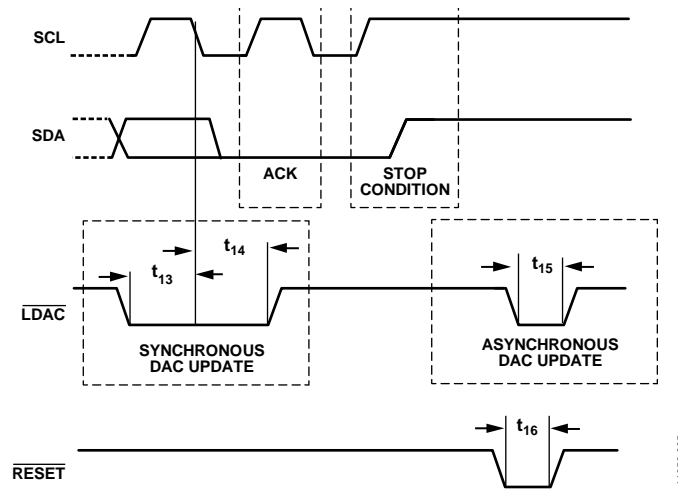 SCL
SDA
ACK
STOP
CONDITION
t13
t14
t15
LDAC
SYNCHRONOUS
DAC UPDATE
ASYNCHRONOUS
DAC UPDATE
t16
RESET